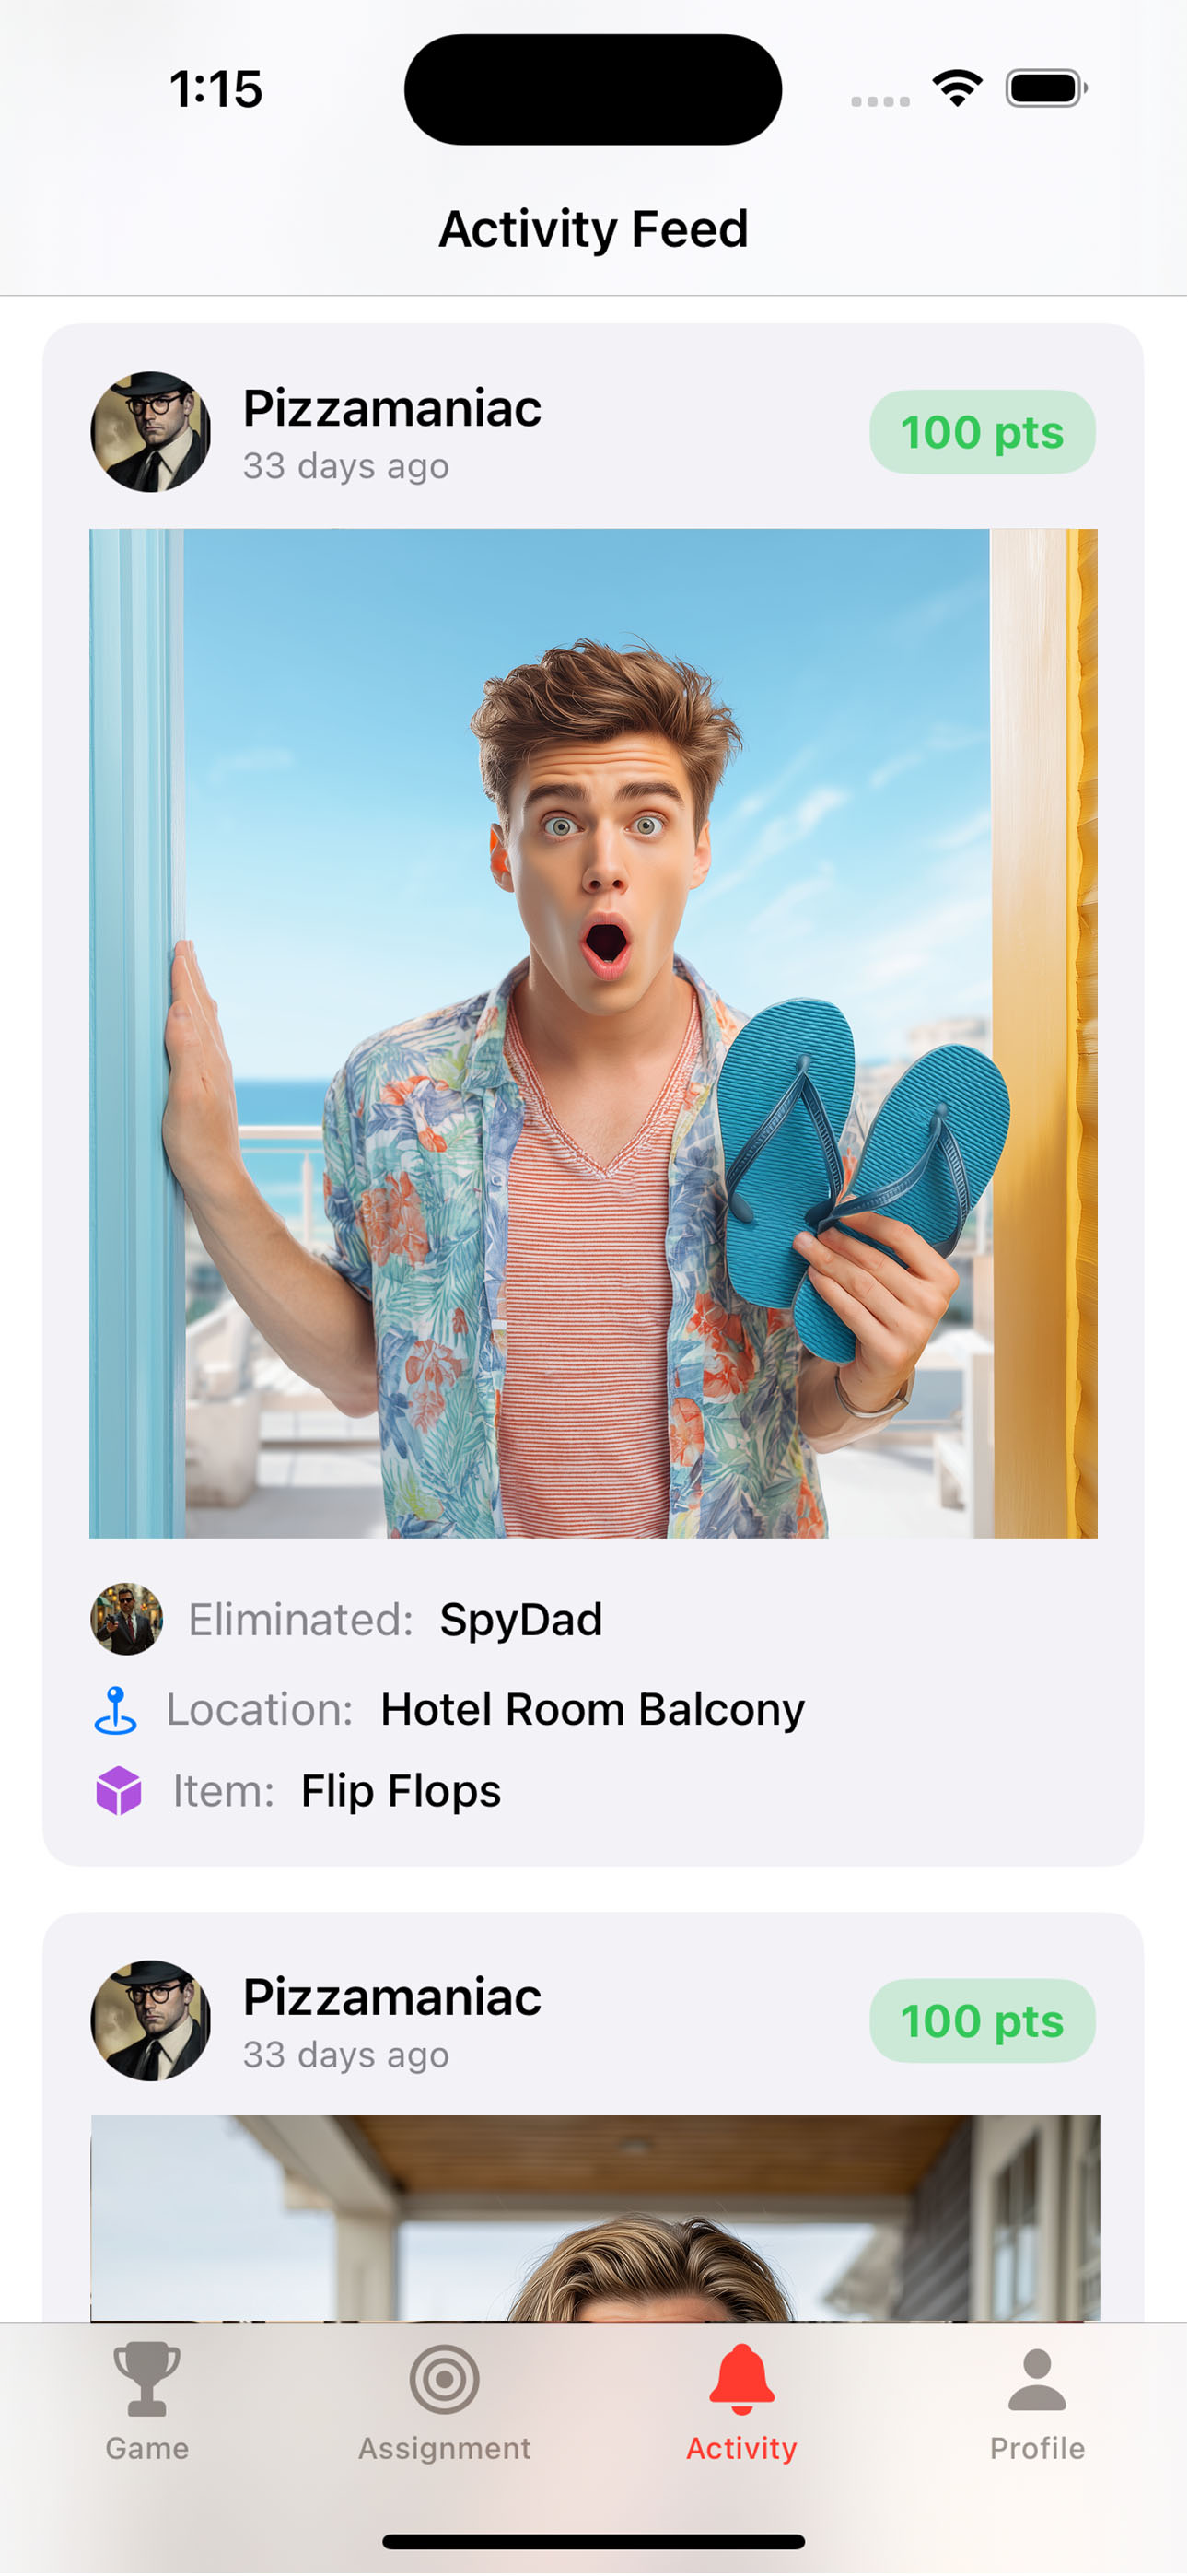 1:15
Activity Feed
Pizzamaniac
33 days ago
100 pts
Eliminated: SpyDad
Location: Hotel Room Balcony
Item: Flip Flops
Pizzamaniac
33 days ago
100 pts
Game
Assignment
Activity
Profile